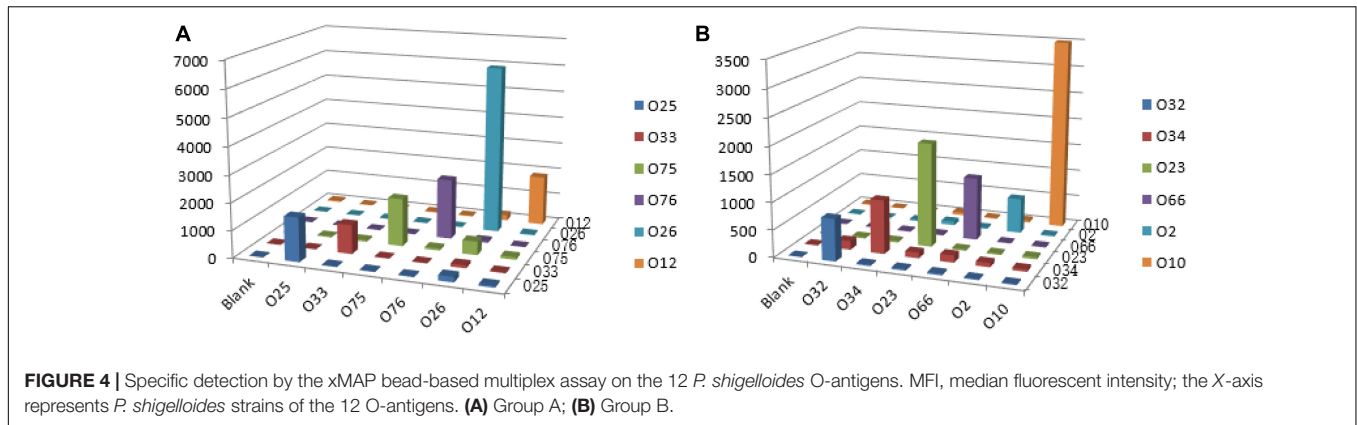 A
7000
6000
5000
4000
3000
2000
1000
0
Blank
O25
O33
O75
O76
O26
O12
O12
O26
O76
O75
O33
O25
O25
O33
O75
O76
O26
O12
B
3500
3000
2500
2000
1500
1000
500
0
Blank
O32
O34
O23
O66
O2
O10
O10
O2
O66
O23
O34
O32
O32
O34
O23
O66
O2
O10
FIGURE 4 | Specific detection by the xMAP bead-based multiplex assay on the 12 P. shigelloides O-antigens. MFI, median fluorescent intensity; the X-axis
represents P. shigelloides strains of the 12 O-antigens. (A) Group A; (B) Group B.